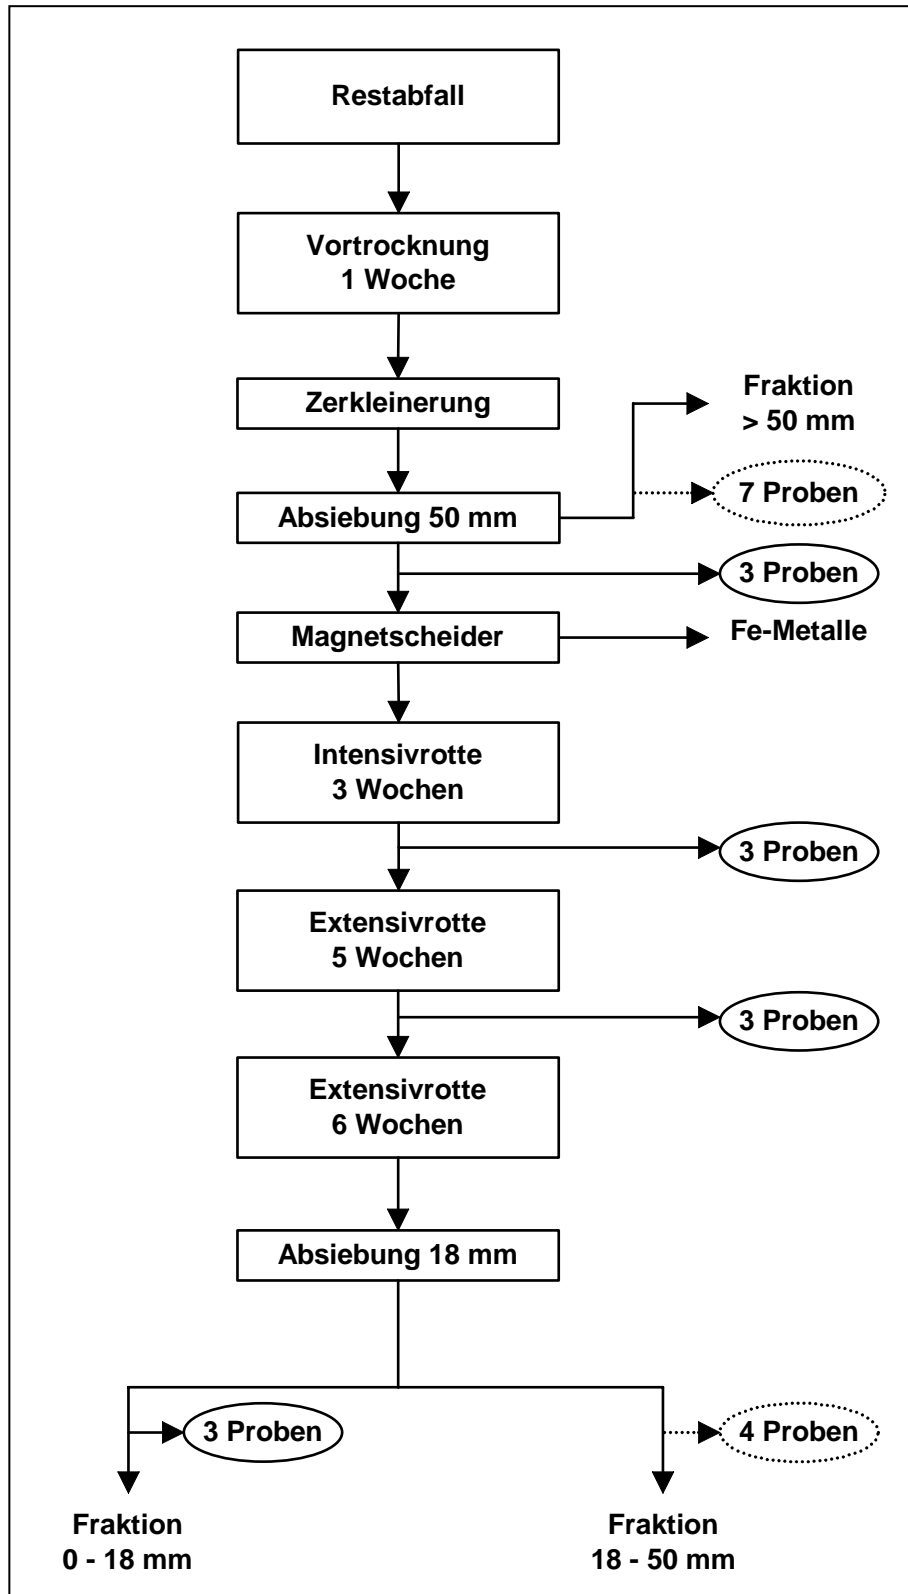 Restabfall
Vortrocknung
1 Woche
Zerkleinerung
Fraktion
> 50 mm
7 Proben
Absiebung 50 mm
3 Proben
Magnetscheider
Fe-Metalle
Intensivrotte
3 Wochen
3 Proben
Extensivrotte
5 Wochen
3 Proben
Extensivrotte
6 Wochen
Absiebung 18 mm
3 Proben
4 Proben
Fraktion
0 - 18 mm
Fraktion
18 - 50 mm